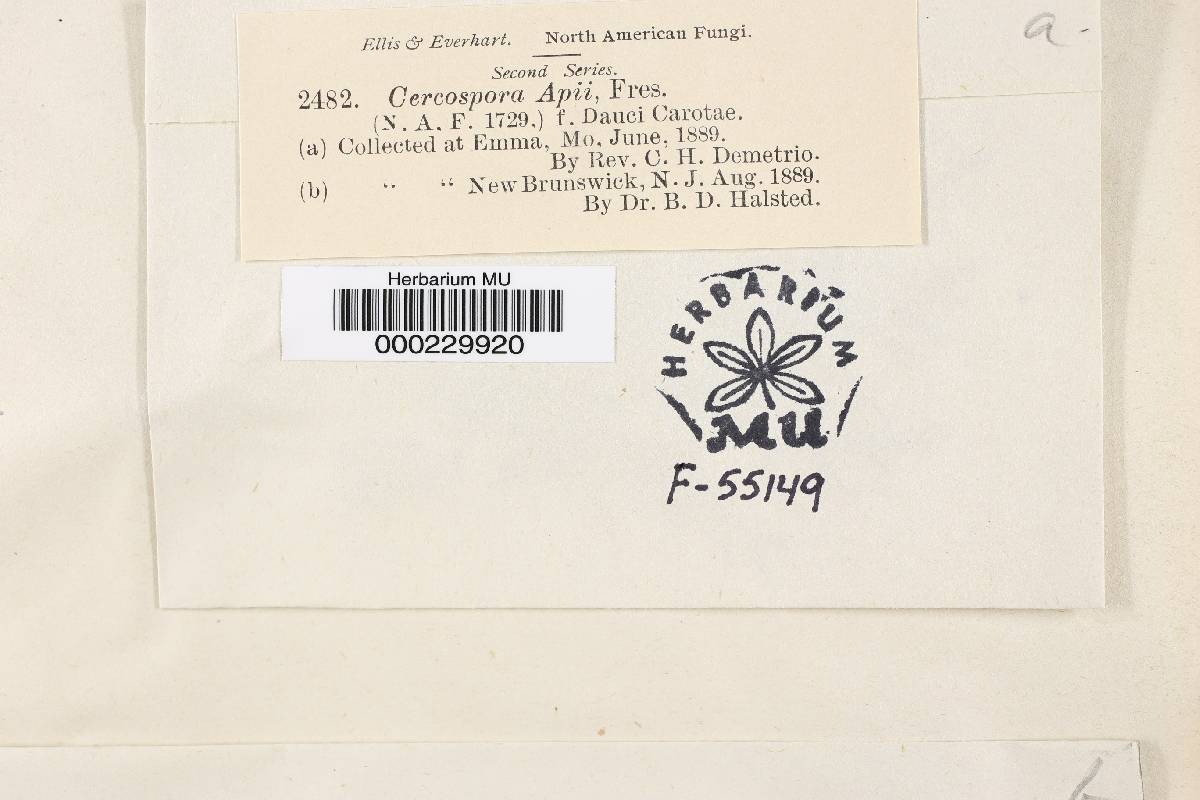 a.
Ellis & Everhart. North American Fungi.
Second Series.
2482. Cercospora Apii, Fres.
(N. A. F. 1729.) f. Dauci Carotae.
(a) Collected at Emma, Mo. June, 1889.
By Rev. C. H. Demetrio.
(b) " " New Brunswick, N. J. Aug. 1889.
By Dr. B. D. Halsted.
Herbarium MU
000229920
HERBARIUM
MU
F-55149
b